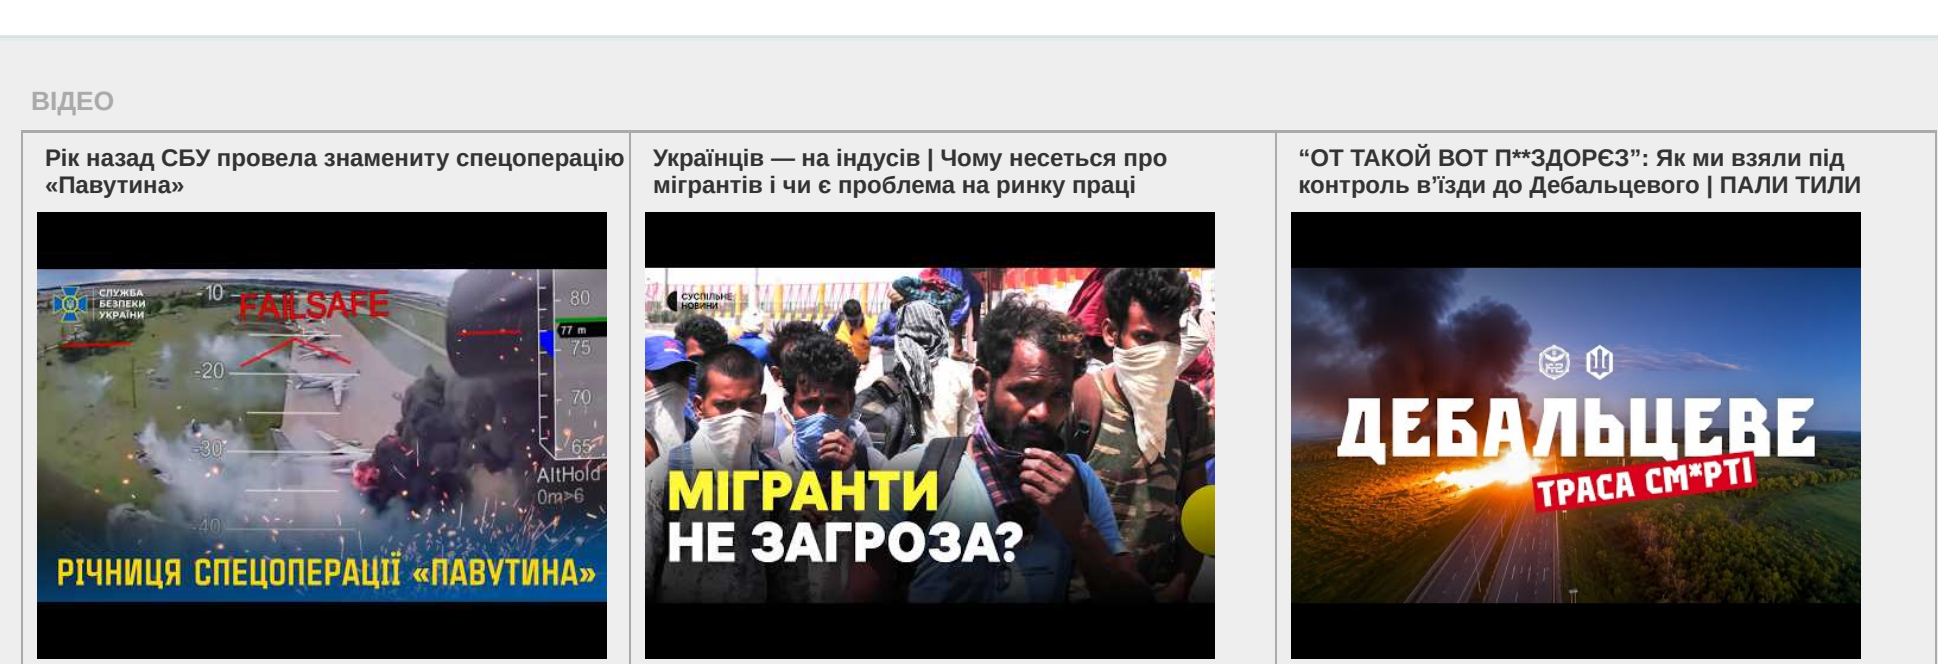 ВІДЕО
Рік назад СБУ провела знамениту спецоперацію
«Павутина»
СЛУЖБА
БЕЗПЕКИ
УКРАЇНИ
-10
FAILSAFE
80
77 m
75
-20
70
-30
65
AltHold
0m>6
-40
РІЧНИЦЯ СПЕЦОПЕРАЦІЇ «ПАВУТИНА»
Українців — на індусів | Чому несеться про
мігрантів і чи є проблема на ринку праці
СУСПІЛЬНЕ
НОВИНИ
МІГРАНТИ
НЕ ЗАГРОЗА?
“ОТ ТАКОЙ ВОТ П**ЗДОРЄЗ”: Як ми взяли під
контроль в’їзди до Дебальцевого | ПАЛИ ТИЛИ
ДЕБАЛЬЦЕВЕ
ТРАСА СМ*РТІ